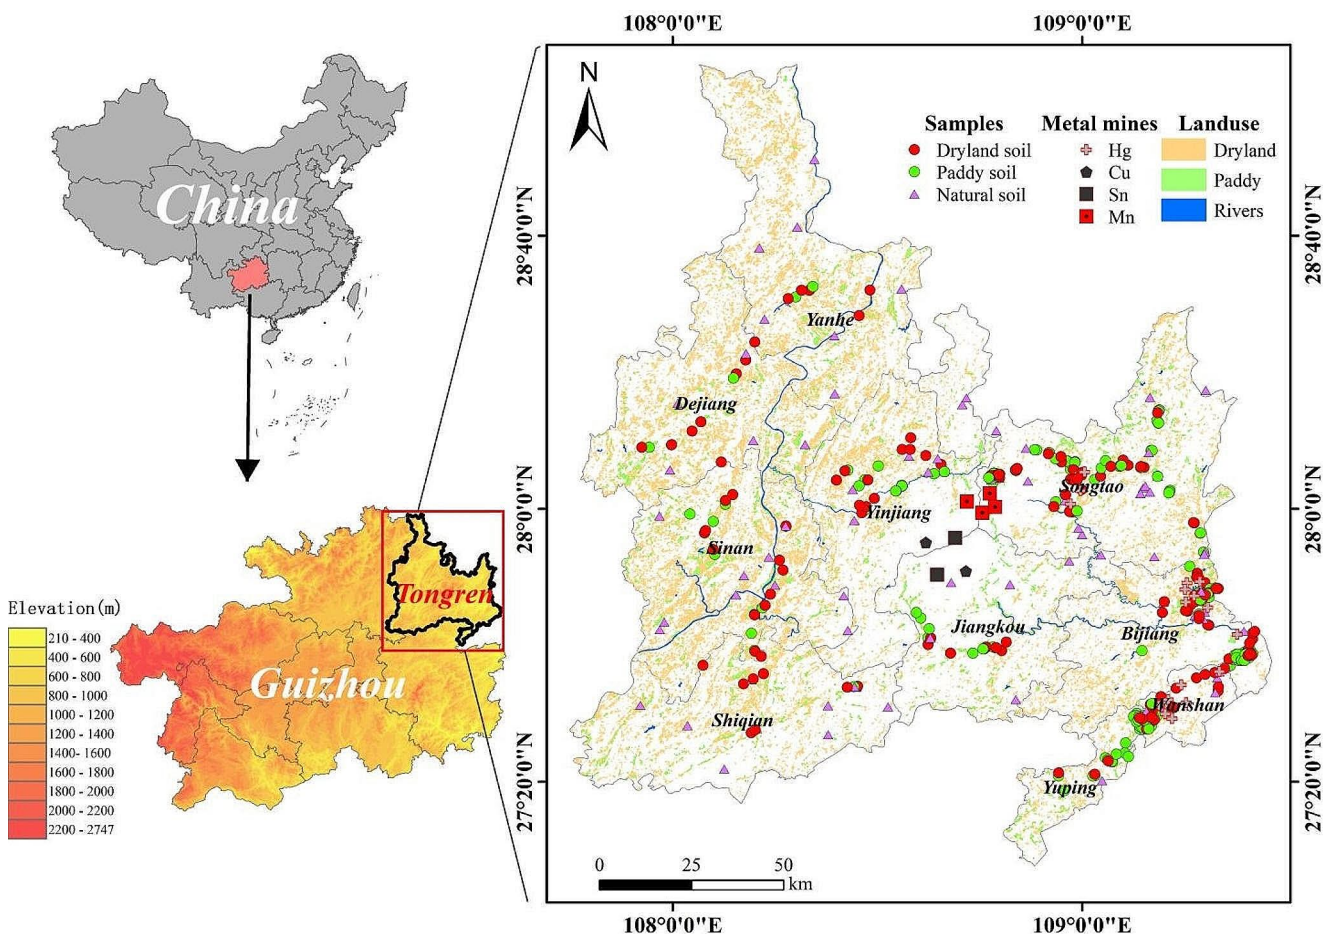 108°0'0"E
109°0'0"E
China
N
Samples
Dryland soil
Paddy soil
Natural soil
Metal mines
Hg
Cu
Sn
Mn
Landuse
Dryland
Paddy
Rivers
28°40'0"N
28°40'0"N
Yanhe
Dejiang
Songtao
Yinjiang
28°0'0"N
28°0'0"N
Sinan
Tongren
Elevation(m)
210 - 400
400 - 600
600 - 800
800 - 1000
1000 - 1200
1200 - 1400
1400- 1600
1600 - 1800
1800 - 2000
2000 - 2200
2200 - 2747
Guizhou
Jiangkou
Bijiang
Wanshan
Shiqian
Yuping
27°20'0"N
27°20'0"N
0 25 50
km
108°0'0"E
109°0'0"E